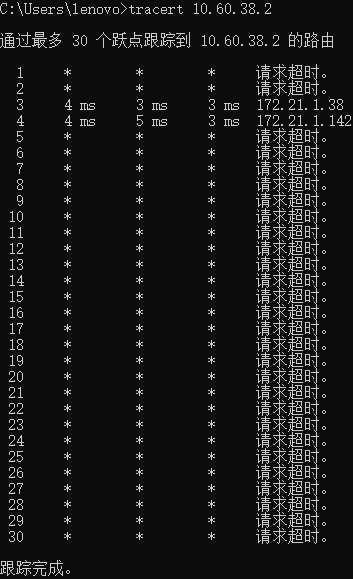 C:\Users\lenovo>tracert 10.60.38.2
通过最多 30 个跃点跟踪到 10.60.38.2 的路由
1 * * * 请求超时。
2 * * * 请求超时。
3 4 ms 3 ms 3 ms 172.21.1.38
4 4 ms 5 ms 3 ms 172.21.1.142
5 * * * 请求超时。
6 * * * 请求超时。
7 * * * 请求超时。
8 * * * 请求超时。
9 * * * 请求超时。
10 * * * 请求超时。
11 * * * 请求超时。
12 * * * 请求超时。
13 * * * 请求超时。
14 * * * 请求超时。
15 * * * 请求超时。
16 * * * 请求超时。
17 * * * 请求超时。
18 * * * 请求超时。
19 * * * 请求超时。
20 * * * 请求超时。
21 * * * 请求超时。
22 * * * 请求超时。
23 * * * 请求超时。
24 * * * 请求超时。
25 * * * 请求超时。
26 * * * 请求超时。
27 * * * 请求超时。
28 * * * 请求超时。
29 * * * 请求超时。
30 * * * 请求超时。
跟踪完成。